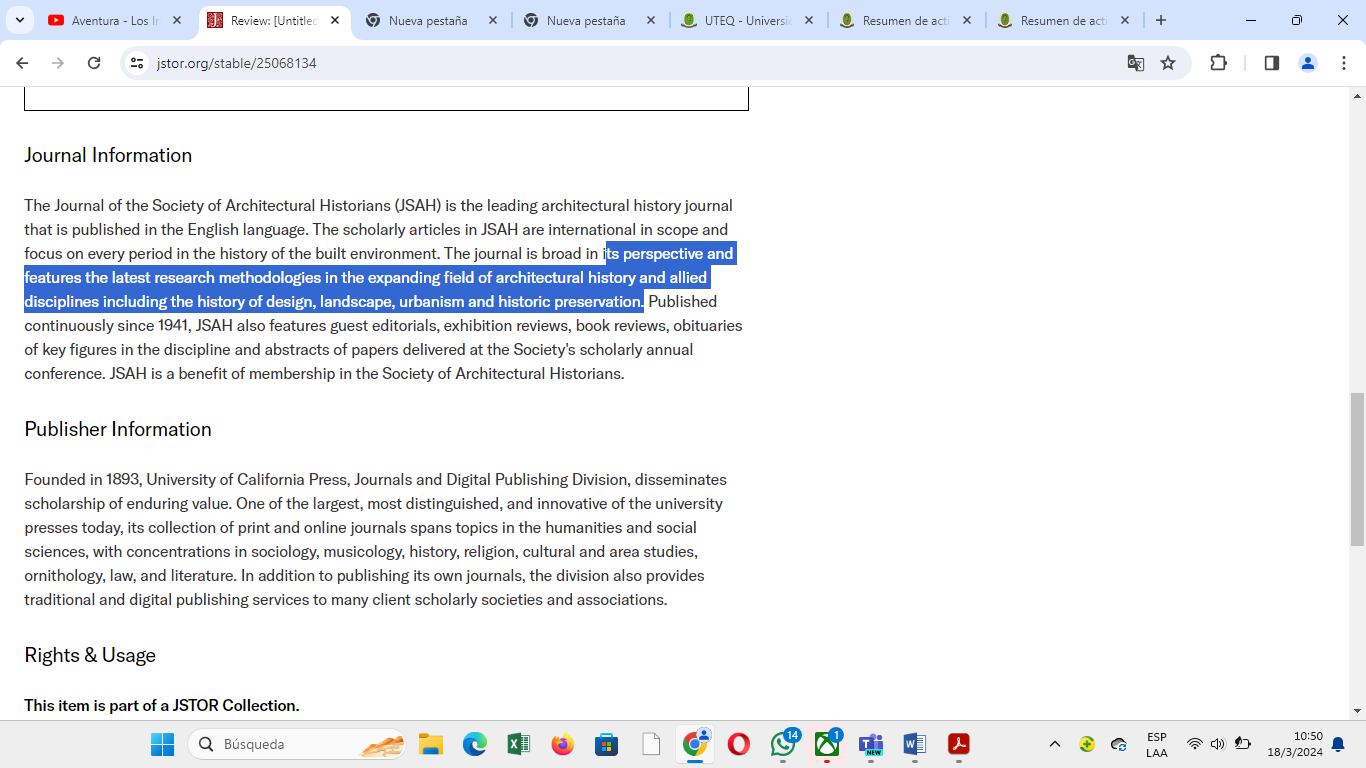 Aventura - Los Ir
Review: [Untitled
Nueva pestaña
Nueva pestaña
UTEQ - Universi
Resumen de acti
Resumen de acti
jstor.org/stable/25068134
Journal Information
The Journal of the Society of Architectural Historians (JSAH) is the leading architectural history journal
that is published in the English language. The scholarly articles in JSAH are international in scope and
focus on every period in the history of the built environment. The journal is broad in its perspective and
features the latest research methodologies in the expanding field of architectural history and allied
disciplines including the history of design, landscape, urbanism and historic preservation. Published
continuously since 1941, JSAH also features guest editorials, exhibition reviews, book reviews, obituaries
of key figures in the discipline and abstracts of papers delivered at the Society's scholarly annual
conference. JSAH is a benefit of membership in the Society of Architectural Historians.
Publisher Information
Founded in 1893, University of California Press, Journals and Digital Publishing Division, disseminates
scholarship of enduring value. One of the largest, most distinguished, and innovative of the university
presses today, its collection of print and online journals spans topics in the humanities and social
sciences, with concentrations in sociology, musicology, history, religion, cultural and area studies,
ornithology, law, and literature. In addition to publishing its own journals, the division also provides
traditional and digital publishing services to many client scholarly societies and associations.
Rights & Usage
This item is part of a JSTOR Collection.
Búsqueda
14
1
NEW
ESP
LAA
10:50
18/3/2024